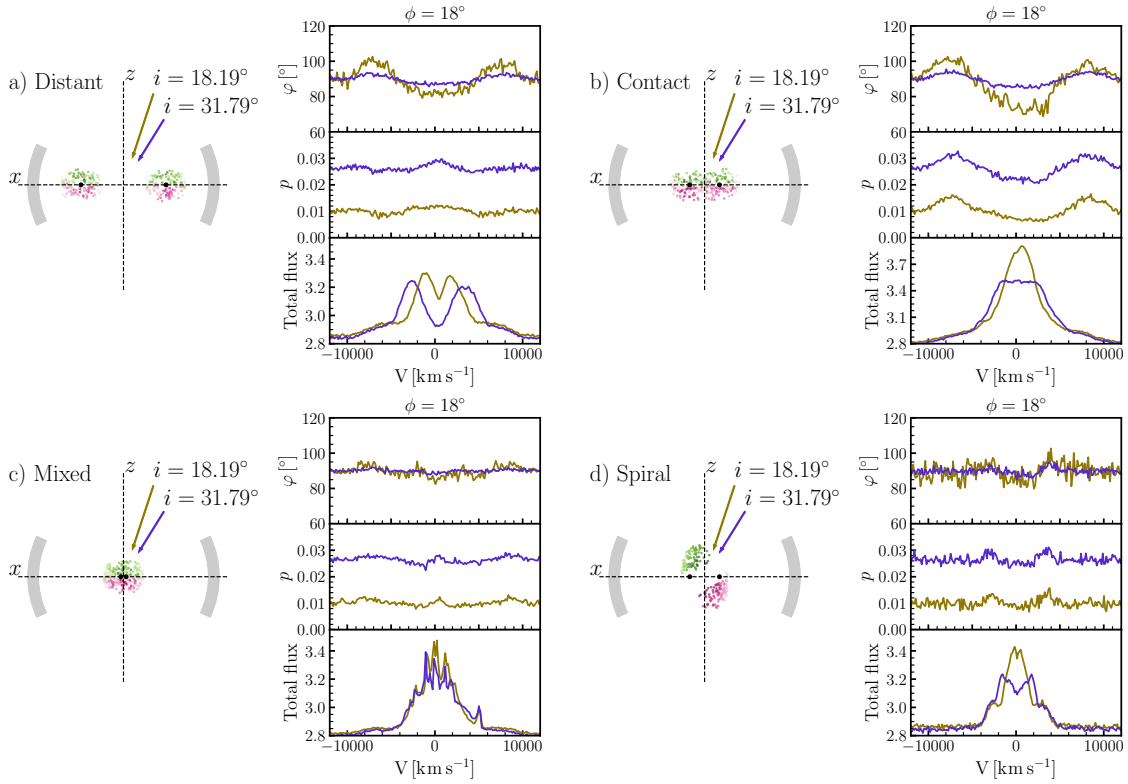 a) Distant
z
i = 18.19°
i = 31.79°
x
ϕ = 18°
φ [°]
120
100
80
60
p
0.03
0.02
0.01
0.00
Total flux
3.4
3.2
3.0
2.8
−10000 0 10000
V [km s⁻¹]
b) Contact
z
i = 18.19°
i = 31.79°
x
ϕ = 18°
φ [°]
120
100
80
60
p
0.03
0.02
0.01
0.00
Total flux
3.7
3.4
3.1
2.8
−10000 0 10000
V [km s⁻¹]
c) Mixed
z
i = 18.19°
i = 31.79°
x
ϕ = 18°
φ [°]
120
100
80
60
p
0.03
0.02
0.01
0.00
Total flux
3.4
3.2
3.0
2.8
−10000 0 10000
V [km s⁻¹]
d) Spiral
z
i = 18.19°
i = 31.79°
x
ϕ = 18°
φ [°]
120
100
80
60
p
0.03
0.02
0.01
0.00
Total flux
3.4
3.2
3.0
2.8
−10000 0 10000
V [km s⁻¹]